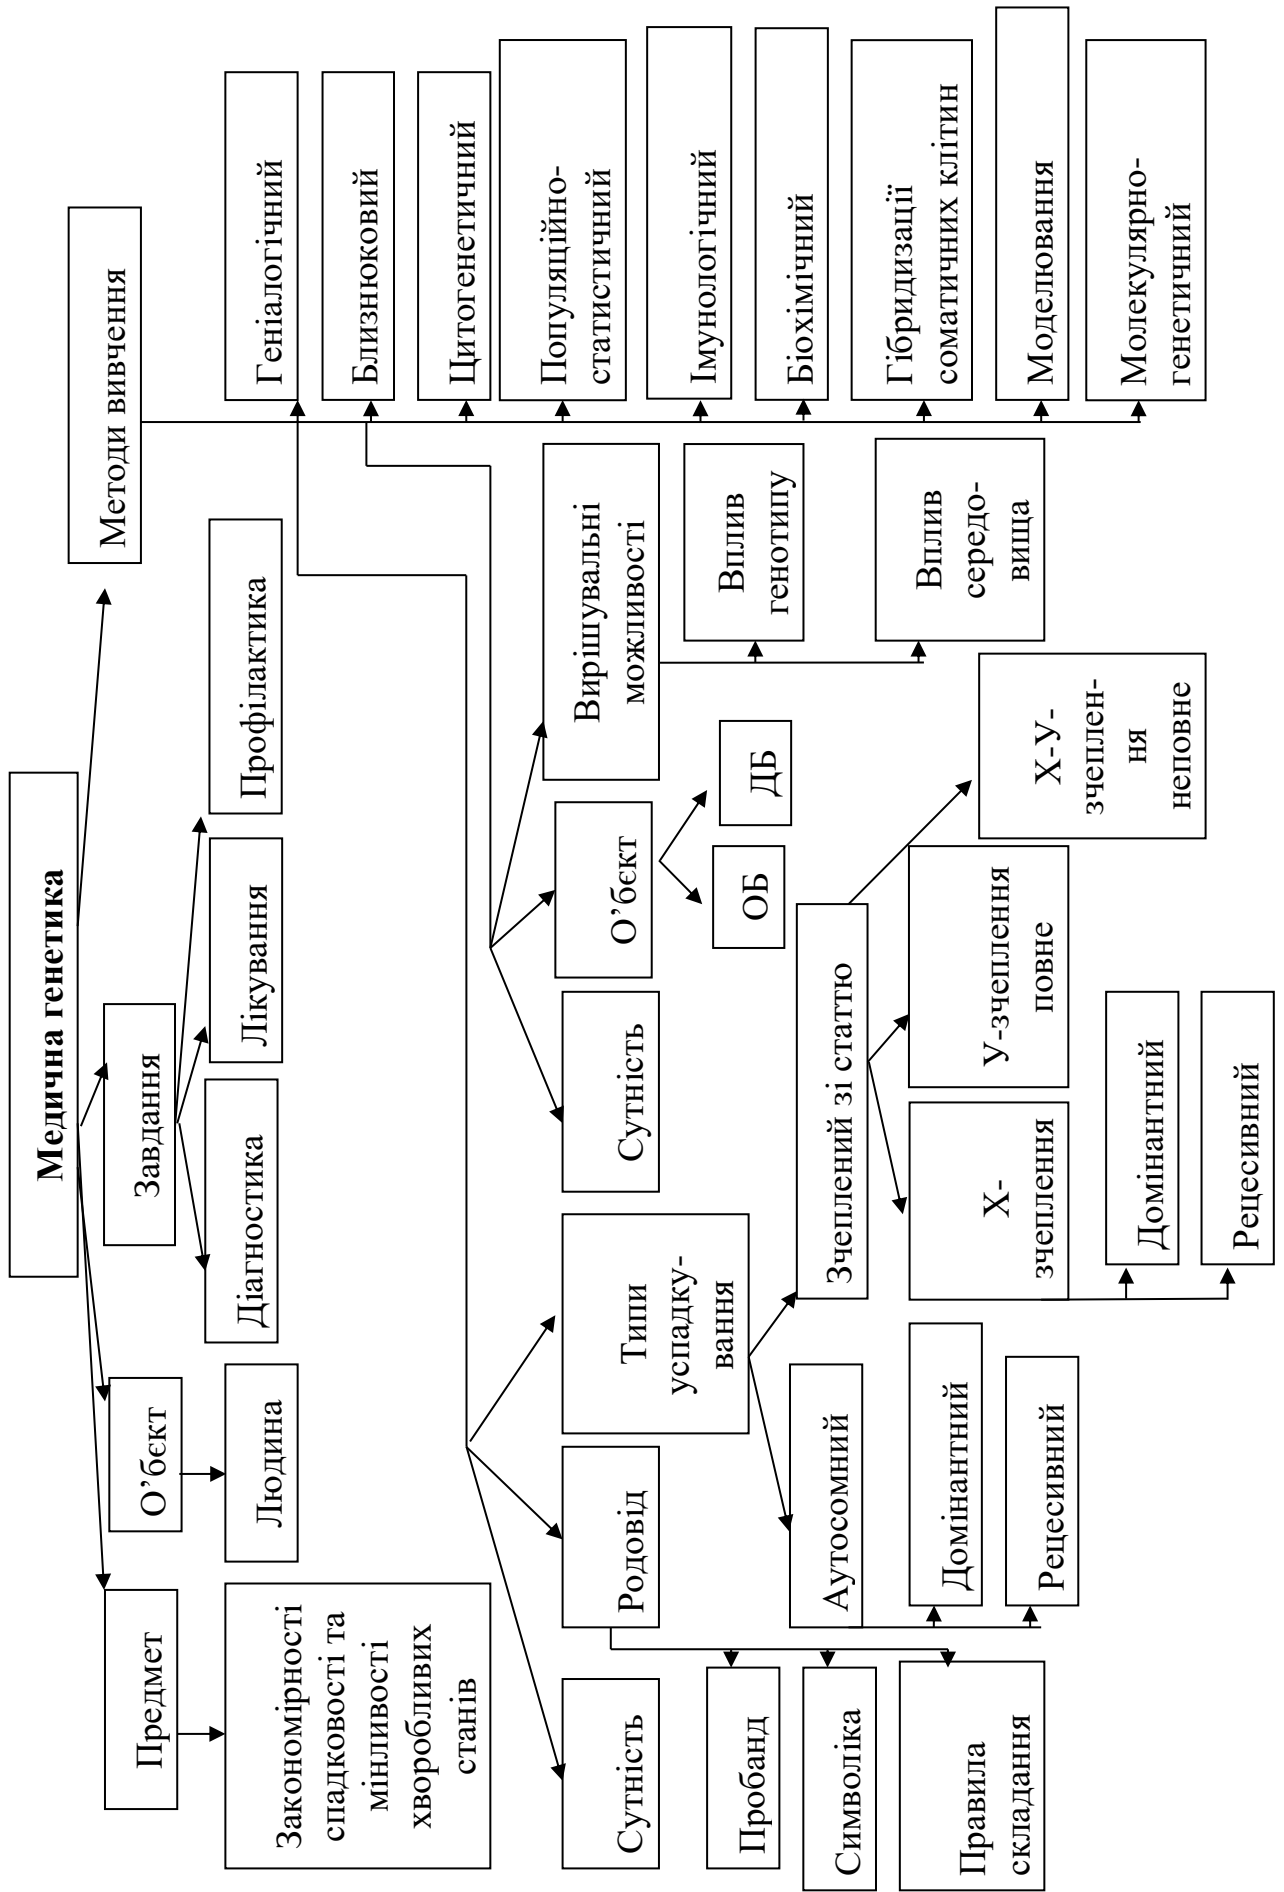 Медична генетика
Предмет
О’бєкт
Завдання
Методи вивчення
Закономірності
спадковості та
мінливості
хворобливих
станів
Людина
Діагностика
Лікування
Профілактика
Геніалогічний
Близнюковий
Цитогенетичний
Популяційно-
статистичний
Імунологічний
Біохімічний
Гібридизації
соматичних клітин
Моделювання
Молекулярно-
генетичний
Сутність
Родовід
Типи
успадку-
вання
Сутність
О’бєкт
Вирішувальні
можливості
Пробанд
Символіка
Правила
складання
Аутосомний
Зчеплений зі статтю
ОБ
ДБ
Вплив
генотипу
Вплив
середо-
вища
Домінантний
Рецесивний
Х-
зчеплення
У-зчеплення
повне
Х-У-
зчеплен-
ня
неповне
Домінантний
Рецесивний